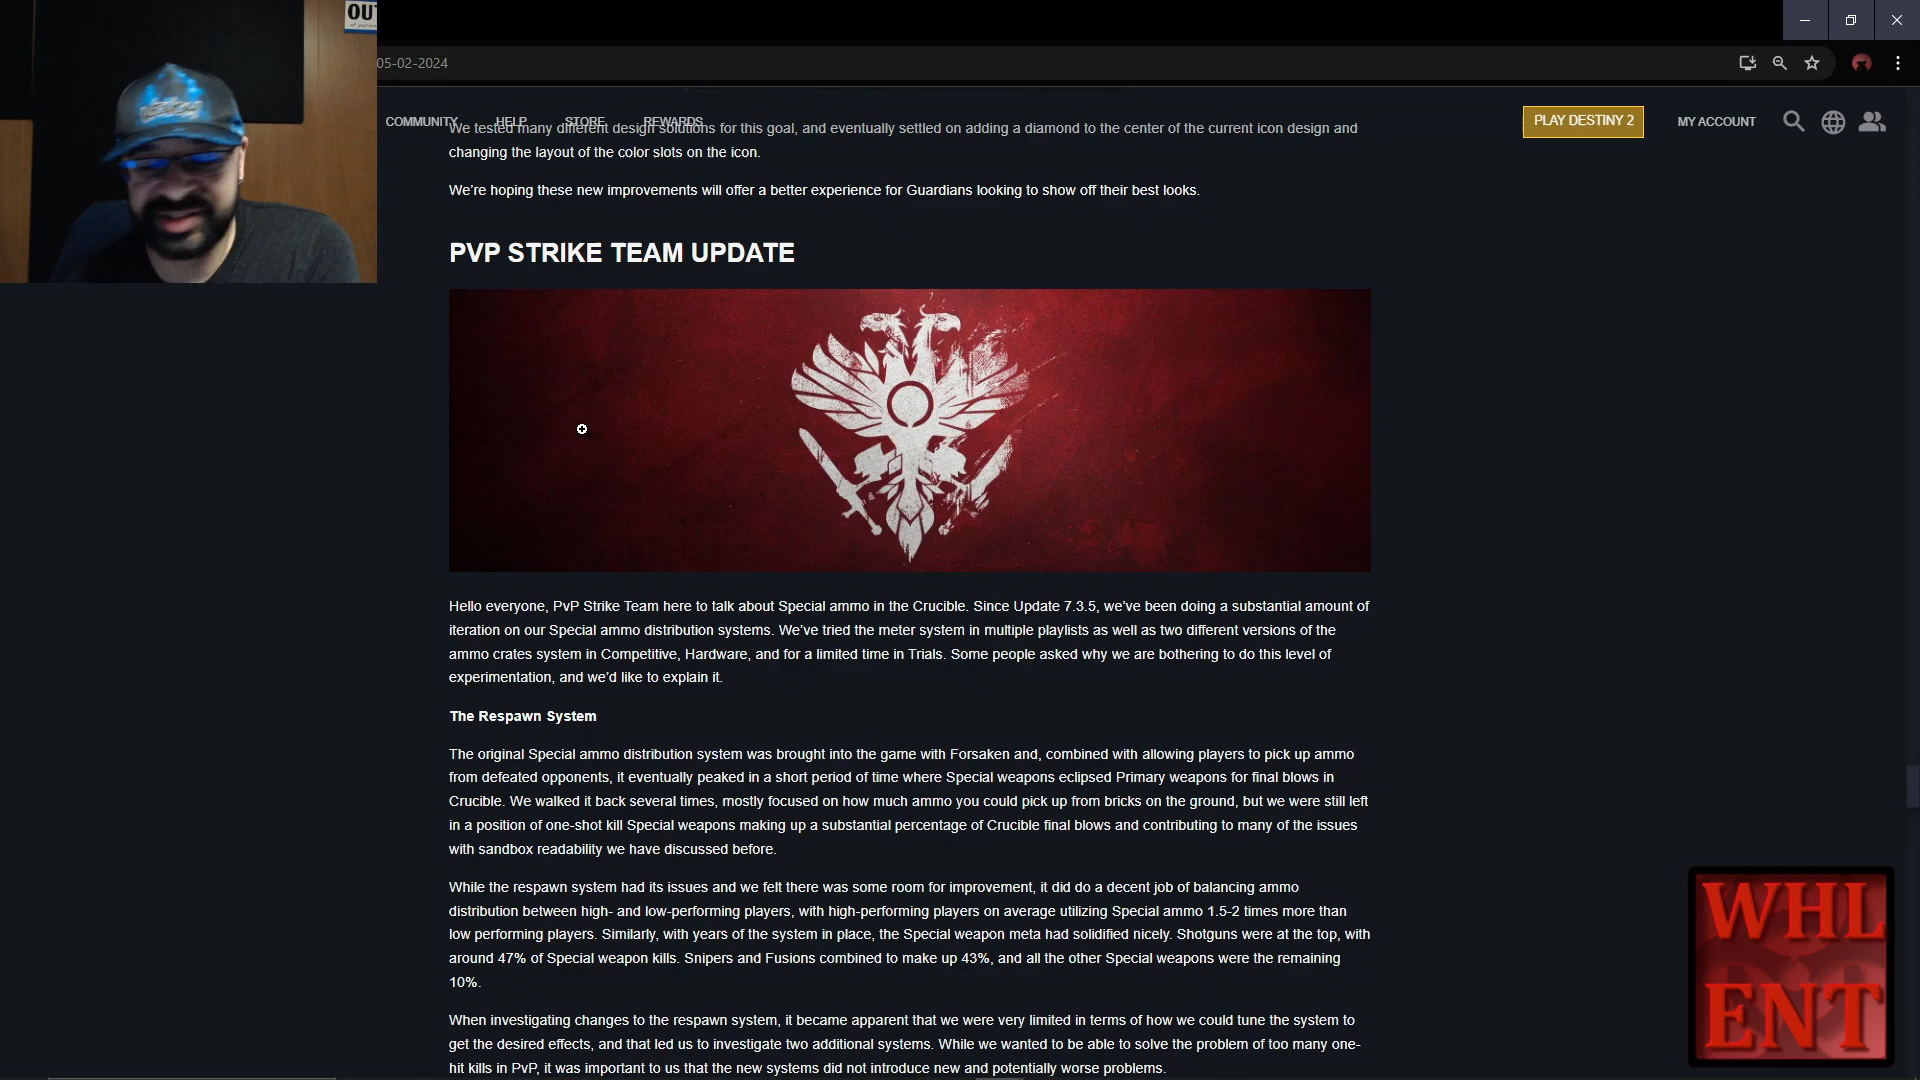 OUT
05-02-2024
COMMUNITY HELP STORE REWARDS
PLAY DESTINY 2
MY ACCOUNT
We tested many different design solutions for this goal, and eventually settled on adding a diamond to the center of the current icon design and
changing the layout of the color slots on the icon.
We’re hoping these new improvements will offer a better experience for Guardians looking to show off their best looks.
PVP STRIKE TEAM UPDATE
Hello everyone, PvP Strike Team here to talk about Special ammo in the Crucible. Since Update 7.3.5, we’ve been doing a substantial amount of
iteration on our Special ammo distribution systems. We’ve tried the meter system in multiple playlists as well as two different versions of the
ammo crates system in Competitive, Hardware, and for a limited time in Trials. Some people asked why we are bothering to do this level of
experimentation, and we’d like to explain it.
The Respawn System
The original Special ammo distribution system was brought into the game with Forsaken and, combined with allowing players to pick up ammo
from defeated opponents, it eventually peaked in a short period of time where Special weapons eclipsed Primary weapons for final blows in
Crucible. We walked it back several times, mostly focused on how much ammo you could pick up from bricks on the ground, but we were still left
in a position of one-shot kill Special weapons making up a substantial percentage of Crucible final blows and contributing to many of the issues
with sandbox readability we have discussed before.
While the respawn system had its issues and we felt there was some room for improvement, it did do a decent job of balancing ammo
distribution between high- and low-performing players, with high-performing players on average utilizing Special ammo 1.5-2 times more than
low performing players. Similarly, with years of the system in place, the Special weapon meta had solidified nicely. Shotguns were at the top, with
around 47% of Special weapon kills. Snipers and Fusions combined to make up 43%, and all the other Special weapons were the remaining
10%.
When investigating changes to the respawn system, it became apparent that we were very limited in terms of how we could tune the system to
get the desired effects, and that led us to investigate two additional systems. While we wanted to be able to solve the problem of too many one-
hit kills in PvP, it was important to us that the new systems did not introduce new and potentially worse problems.
WHL
ENT